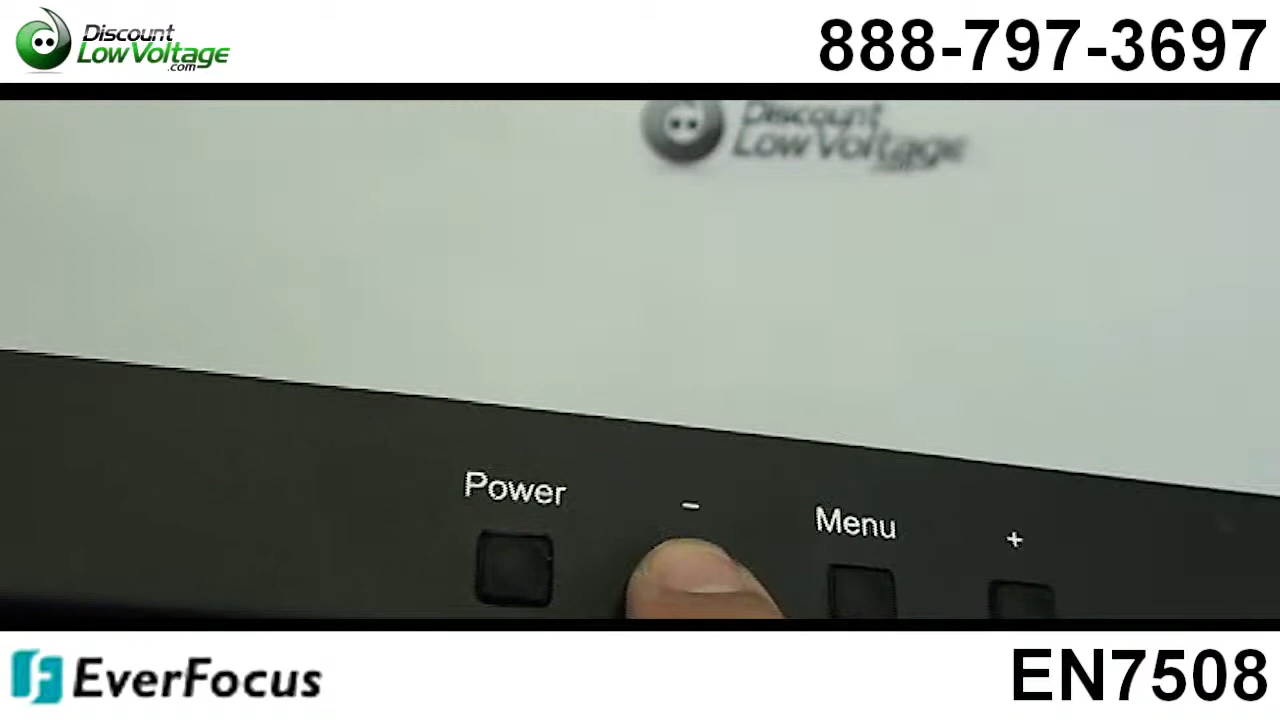 Discount
LowVoltage
.com
888-797-3697
Discount
LowVoltage
Power
-
Menu
+
EverFocus
EN7508